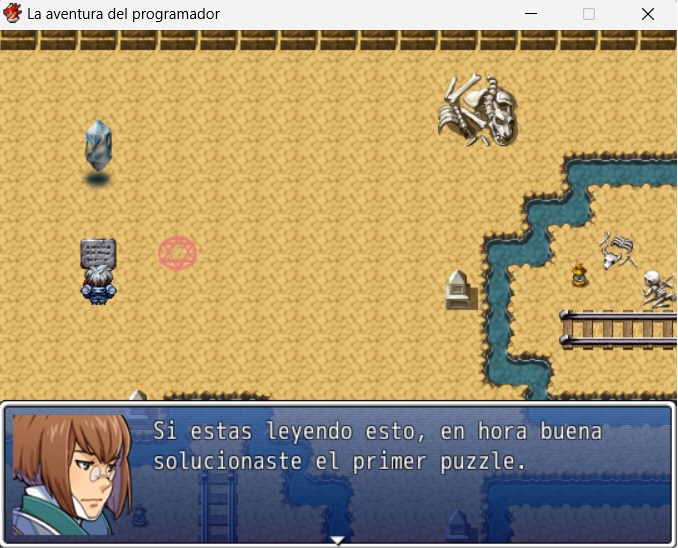 La aventura del programador
Si estas leyendo esto, en hora buena
solucionaste el primer puzzle.